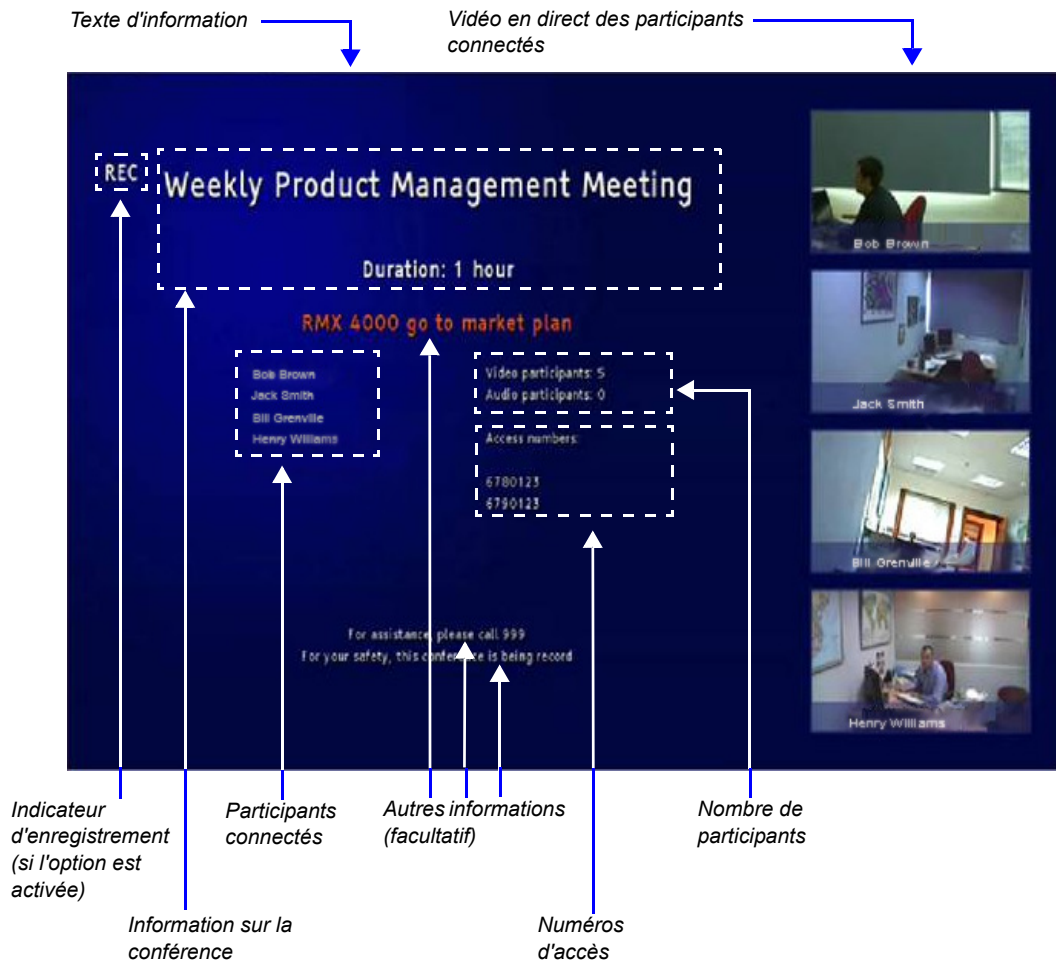 Texte d'information
Vidéo en direct des participants
connectés
REC
Weekly Product Management Meeting
Duration: 1 hour
RMX 4000 go to market plan
Bob Brown
Jack Smith
Bill Grenville
Henry Williams
Video participants: 5
Audio participants: 0
Access numbers:
6780123
6790123
For assistance, please call 999
For your safety, this conference is being record
Bob Brown
Jack Smith
Bill Grenville
Henry Williams
Indicateur
d'enregistrement
(si l'option est
activée)
Participants
connectés
Autres informations
(facultatif)
Nombre de
participants
Information sur la
conférence
Numéros
d'accès